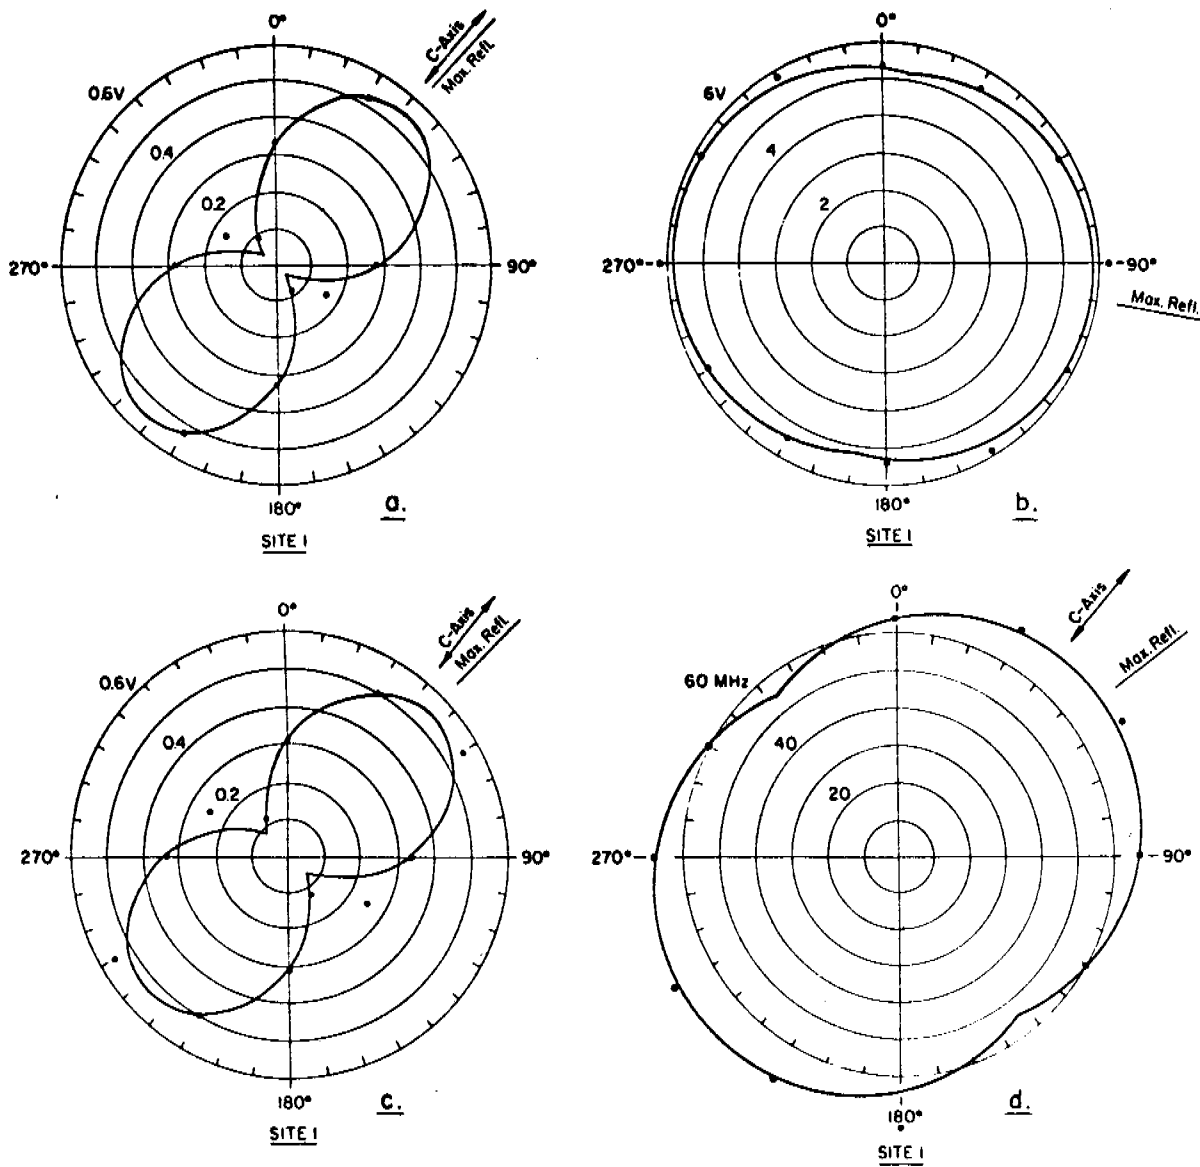 0°
C-Axis
Max. Refl.
0.6V
0.4
0.2
270°
90°
180°
a.
SITE 1
0°
6V
4
2
270°
90°
Max. Refl.
180°
b.
SITE 1
0°
C-Axis
Max. Refl.
0.6V
0.4
0.2
270°
90°
180°
c.
SITE 1
0°
C-Axis
Max. Refl.
60 MHz
40
20
270°
90°
180°
d.
SITE 1